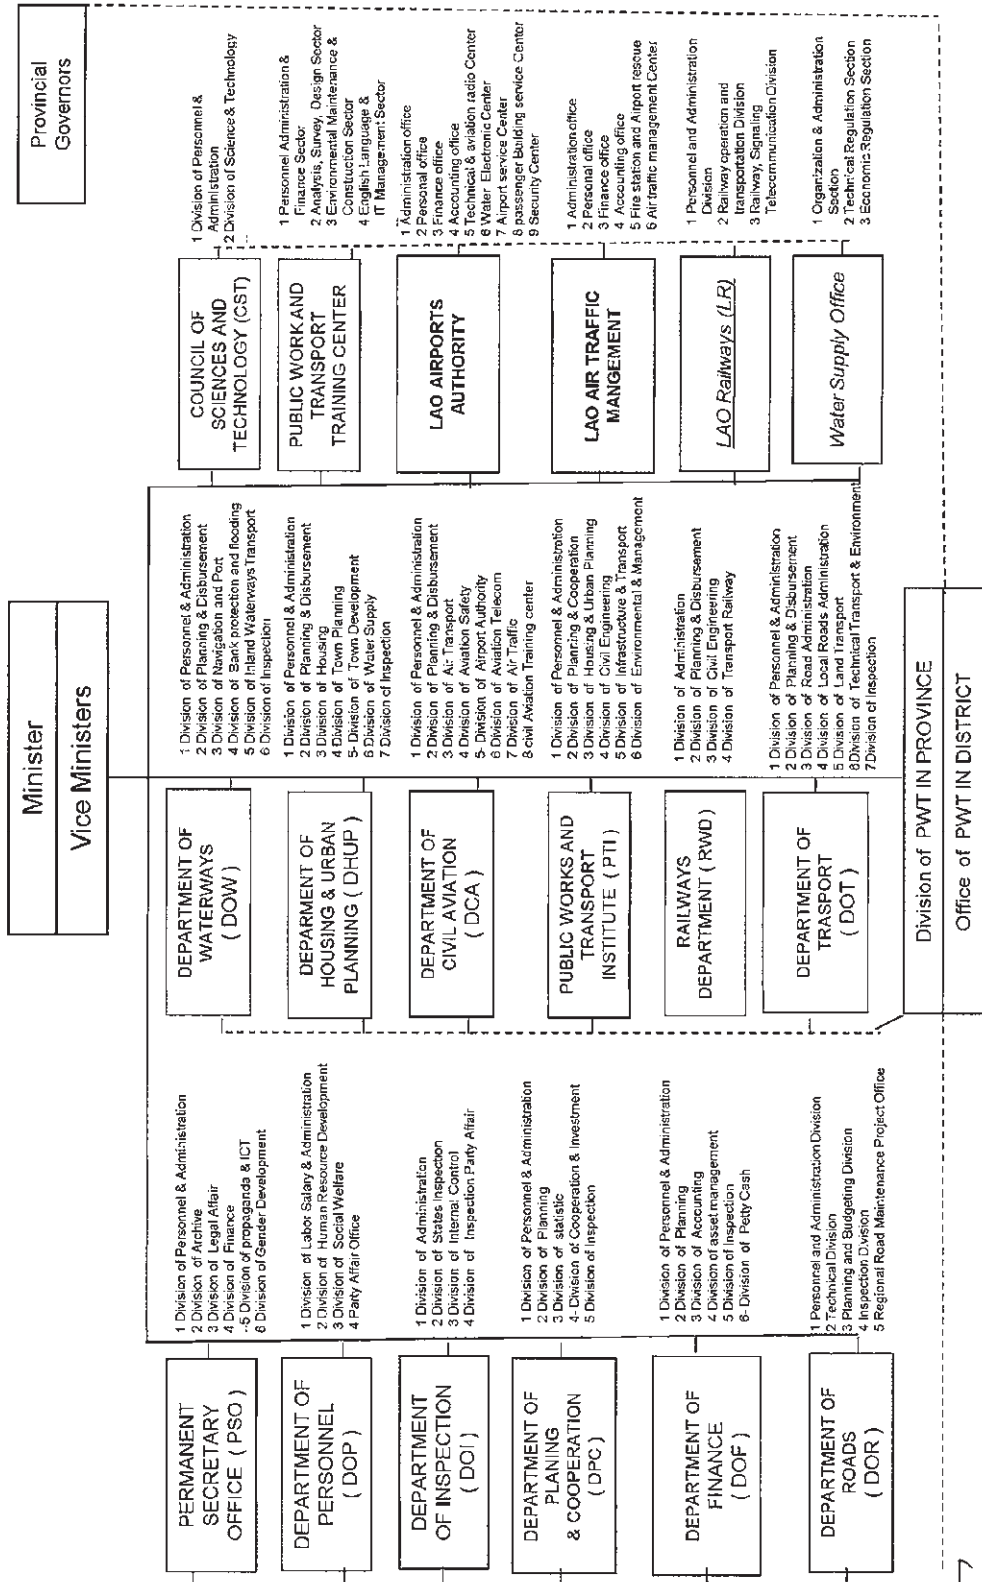 Minister
Vice Ministers
Provincial
Governors
PERMANENT
SECRETARY
OFFICE ( PSO )
1 Division of Personnel & Administration
2 Division of Archive
3 Division of Legal Affair
4 Division of Finance
--5 Division of propaganda & ICT
6 Division of Gender Development
DEPARTMENT OF
PERSONNEL
( DOP )
1 Division of Labor Salary & Administration
2 Division of Human Resource Development
3 Division of Social Welfare
4 Party Affair Office
DEPARTMENT
OF INSPECTION
( DOI )
1 Division of Administration
2 Division of States Inspection
3 Division of Internal Control
4 Division of Inspection Party Affair
DEPARTMENT OF
PLANING
& COOPERATION
( DPC )
1 Division of Personnel & Administration
2- Division of Planning
3 Division of statistic
4- Division of Cooperation & Investment
5 Division of Inspection
DEPARTMENT OF
FINANCE
( DOF )
1 Division of Personnel & Administration
2 Division of Planning
3 Division of Accounting
4 Division of asset management
5 Division of Inspection
6- Division of Petty Cash
DEPARTMENT OF
ROADS
( DOR )
1 Personnel and Administration Division
2 Technical Division
3 Planning and Budgeting Division
4 Inspection Division
5 Regional Road Maintenance Project Office
DEPARTMENT OF
WATERWAYS
( DOW )
1 Division of Personnel & Administration
2 Division of Planning & Disbursement
3 Division of Navigation and Port
4 Division of Bank protection and flooding
5 Division of Inland Waterways Transport
6 Division of Inspection
DEPARMENT OF
HOUSING & URBAN
PLANNING ( DHUP )
1 Division of Personnel & Administration
2 Division of Planning & Disbursement
3 Division of Housing
4 Division of Town Planning
5- Division of Town Development
6 Division of Water Supply
7 Division of Inspection
DEPARTMENT OF
CIVIL AVIATION
( DCA )
1 Division of Personnel & Administration
2 Division of Planning & Disbursement
3 Division of Air Transport
4 Division of Aviation Safety
5- Division of Airport Authority
6 Division of Aviation Telecom
7 Division of Air Traffic
8 civil Aviation Training center
PUBLIC WORKS AND
TRANSPORT
INSTITUTE ( PTI )
1 Division of Personnel & Administration
2 Division of Planting & Cooperation
3 Division of Housing & Urban Planning
4 Division of Civil Engineering
5 Division of Infrastructure & Transport
6 Division of Environmental & Management
RAILWAYS
DEPARTMENT ( RWD )
1 Division of Administration
2 Division of Planning & Disbursement
3 Division of Civil Engineering
4 Division of Transport Railway
DEPARTMENT OF
TRASPORT
( DOT )
1 Division of Personnel & Administration
2 Division of Planning & Disbursement
3 Division of Road Administration
4 Division of Local Roads Administration
5 Division of Land Transport
6Division of Technical Transport & Environment
7Division of Inspection
COUNCIL OF
SCIENCES AND
TECHNOLOGY (CST)
1 Division of Personnel &
Administration
2 Division of Science & Technology
PUBLIC WORK AND
TRANSPORT
TRAINING CENTER
1 Personnel Administration &
Finance Sector
2 Analysis, Survey, Design Sector
3 Environmental Maintenance &
Construction Sector
4 English Language &
IT Management Sector
LAO AIRPORTS
AUTHORITY
1 Administration office
2 Personal office
3 Finance office
4 Accounting office
5 Technical & aviation radio Center
6 Water Electronic Center
7 Airport service Center
8 passenger Building service Center
9 Security Center
LAO AIR TRAFFIC
MANGEMENT
1 Administration office
2 Personal office
3 Finance office
4 Accounting office
5 Fire station and Airport rescue
6 Air traffic management Center
LAO Railways (LR)
1 Personnel and Administration
Division
2 Railway operation and
transportation Division
3 Railway, Signaling
Telecommunication Division
Water Supply Office
1 Organization & Administration
Section
2 Technical Regulation Section
3 Economic Regulation Section
Division of PWT IN PROVINCE
Office of PWT IN DISTRICT
7